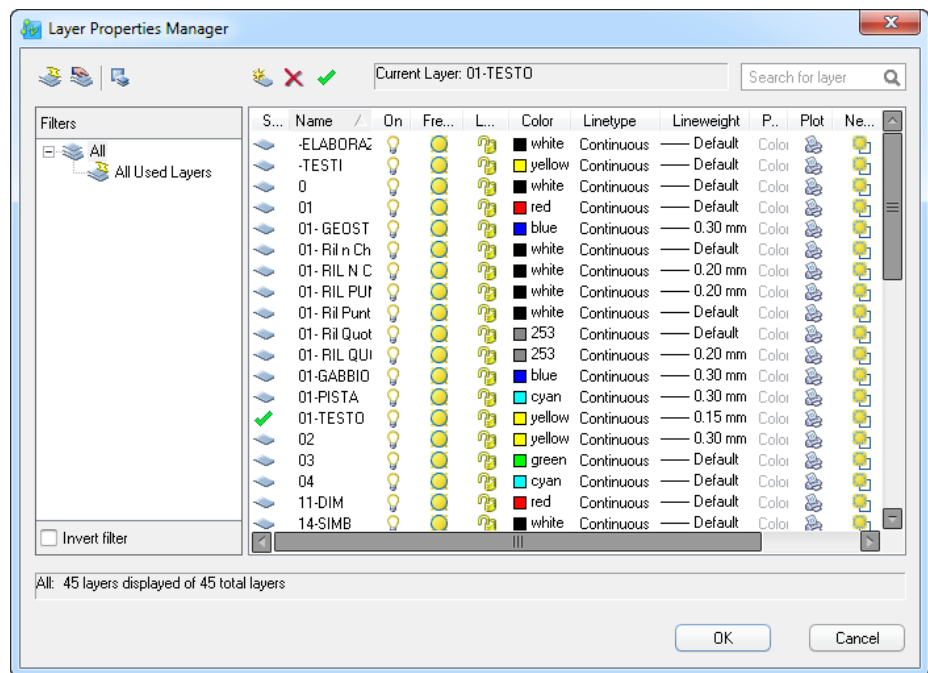 Layer Properties Manager
Current Layer: 01-TESTO
Search for layer
Filters
All
All Used Layers
Invert filter
S... Name On Fre... L... Color Linetype Lineweight P... Plot Ne...
-ELABORAZ white Continuous Default Color
-TESTI yellow Continuous Default Color
0 white Continuous Default Color
01 red Continuous Default Color
01- GEOST blue Continuous 0.30 mm Color
01- Ril n Ch white Continuous Default Color
01- RIL N C white Continuous 0.20 mm Color
01- RIL PUN white Continuous 0.20 mm Color
01- Ril Punt white Continuous Default Color
01- Ril Quot 253 Continuous Default Color
01- RIL QU 253 Continuous 0.20 mm Color
01-GABBIO blue Continuous 0.30 mm Color
01-PISTA cyan Continuous 0.30 mm Color
01-TESTO yellow Continuous 0.15 mm Color
02 yellow Continuous 0.30 mm Color
03 green Continuous Default Color
04 cyan Continuous Default Color
11-DIM red Continuous Default Color
14-SIMB white Continuous Default Color
All: 45 layers displayed of 45 total layers
OK
Cancel